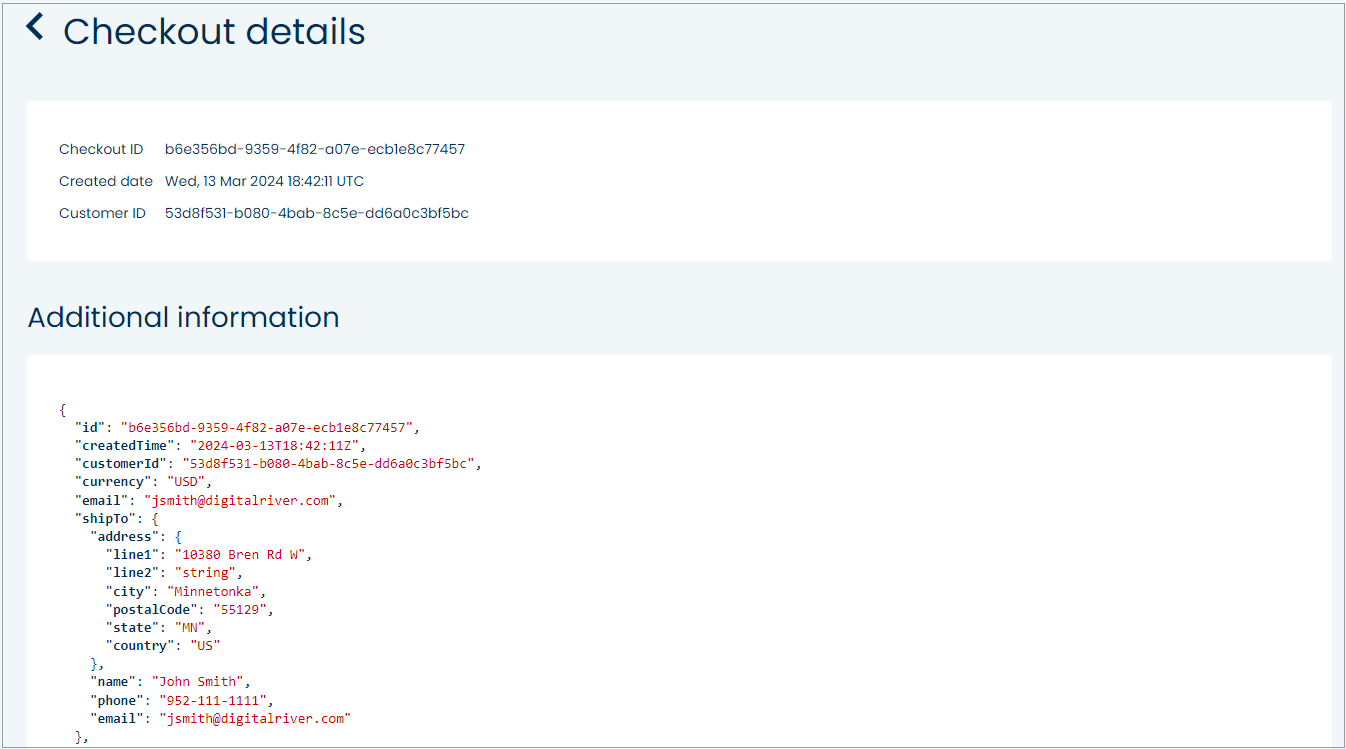 Checkout details
Checkout ID b6e356bd-9359-4f82-a07e-ecb1e8c77457
Created date Wed, 13 Mar 2024 18:42:11 UTC
Customer ID 53d8f531-b080-4bab-8c5e-dd6a0c3bf5bc
Additional information
{
"id": "b6e356bd-9359-4f82-a07e-ecb1e8c77457",
"createdTime": "2024-03-13T18:42:11Z",
"customerId": "53d8f531-b080-4bab-8c5e-dd6a0c3bf5bc",
"currency": "USD",
"email": "jsmith@digitalriver.com",
"shipTo": {
"address": {
"line1": "10380 Bren Rd W",
"line2": "string",
"city": "Minnetonka",
"postalCode": "55129",
"state": "MN",
"country": "US"
},
"name": "John Smith",
"phone": "952-111-1111",
"email": "jsmith@digitalriver.com"
},